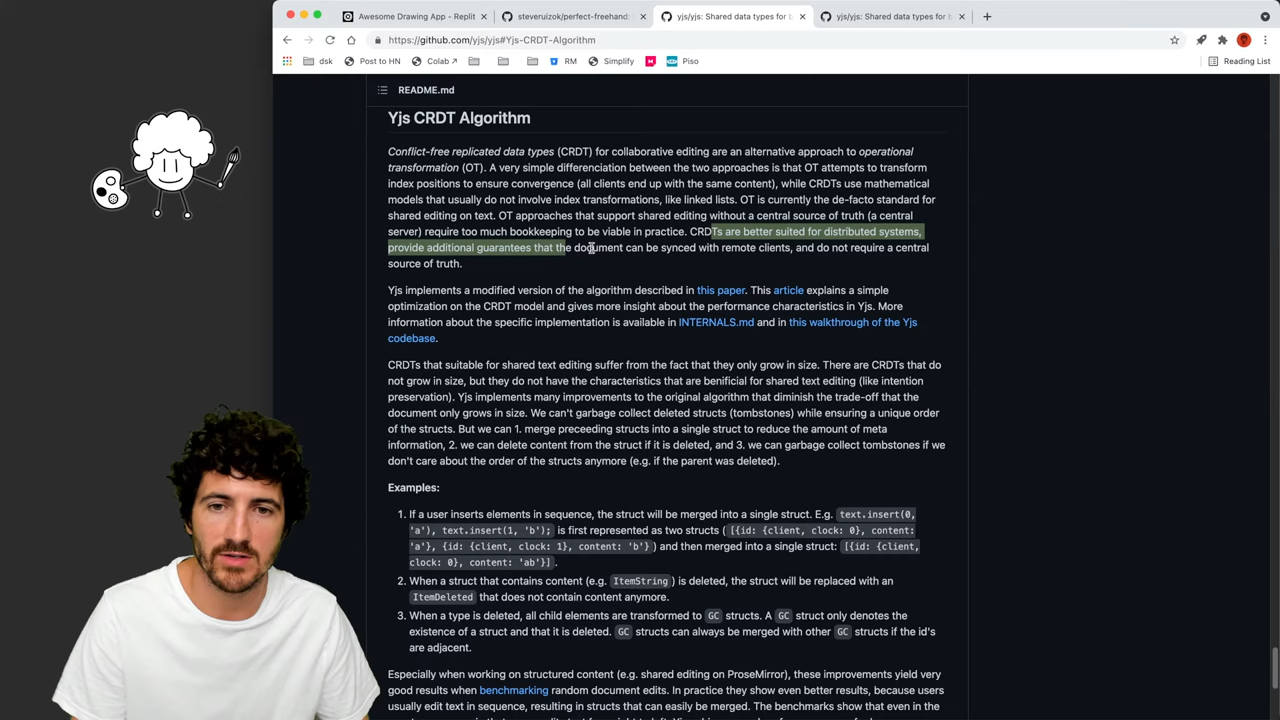 Awesome Drawing App - Replit
steveruizok/perfect-freehand:
yjs/yjs: Shared data types for b
yjs/yjs: Shared data types for b
https://github.com/yjs/yjs#Yjs-CRDT-Algorithm
dsk
Post to HN
Colab ↗
RM
Simplify
Piso
Reading List
README.md
Yjs CRDT Algorithm
Conflict-free replicated data types (CRDT) for collaborative editing are an alternative approach to operational
transformation (OT). A very simple differenciation between the two approaches is that OT attempts to transform
index positions to ensure convergence (all clients end up with the same content), while CRDTs use mathematical
models that usually do not involve index transformations, like linked lists. OT is currently the de-facto standard for
shared editing on text. OT approaches that support shared editing without a central source of truth (a central
server) require too much bookkeeping to be viable in practice. CRDTs are better suited for distributed systems,
provide additional guarantees that the document can be synced with remote clients, and do not require a central
source of truth.
Yjs implements a modified version of the algorithm described in this paper. This article explains a simple
optimization on the CRDT model and gives more insight about the performance characteristics in Yjs. More
information about the specific implementation is available in INTERNALS.md and in this walkthrough of the Yjs
codebase.
CRDTs that suitable for shared text editing suffer from the fact that they only grow in size. There are CRDTs that do
not grow in size, but they do not have the characteristics that are benificial for shared text editing (like intention
preservation). Yjs implements many improvements to the original algorithm that diminish the trade-off that the
document only grows in size. We can't garbage collect deleted structs (tombstones) while ensuring a unique order
of the structs. But we can 1. merge preceeding structs into a single struct to reduce the amount of meta
information, 2. we can delete content from the struct if it is deleted, and 3. we can garbage collect tombstones if we
don't care about the order of the structs anymore (e.g. if the parent was deleted).
Examples:
1. If a user inserts elements in sequence, the struct will be merged into a single struct. E.g. text.insert(0,
'a'), text.insert(1, 'b'); is first represented as two structs ( [{id: {client, clock: 0}, content:
'a'}, {id: {client, clock: 1}, content: 'b'} ) and then merged into a single struct: [{id: {client,
clock: 0}, content: 'ab'}] .
2. When a struct that contains content (e.g. ItemString ) is deleted, the struct will be replaced with an
ItemDeleted that does not contain content anymore.
3. When a type is deleted, all child elements are transformed to GC structs. A GC struct only denotes the
existence of a struct and that it is deleted. GC structs can always be merged with other GC structs if the id's
are adjacent.
Especially when working on structured content (e.g. shared editing on ProseMirror), these improvements yield very
good results when benchmarking random document edits. In practice they show even better results, because users
usually edit text in sequence, resulting in structs that can easily be merged. The benchmarks show that even in the